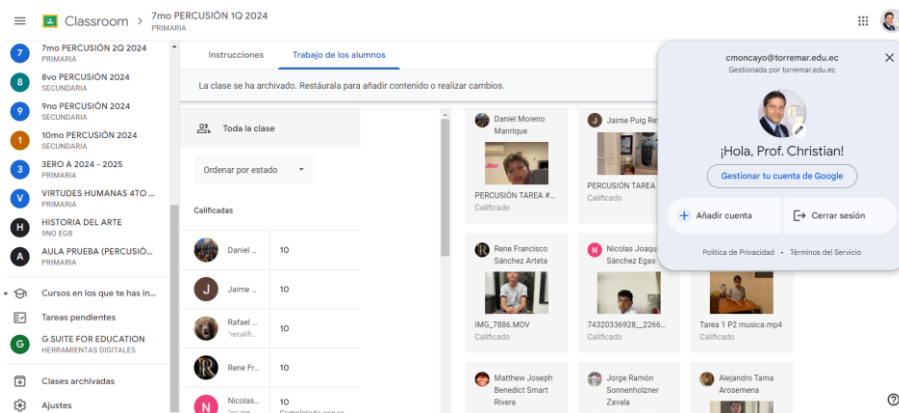 Classroom > 7mo PERCUSIÓN 1Q 2024
PRIMARIA
7 7mo PERCUSIÓN 2Q 2024
PRIMARIA
8 8vo PERCUSIÓN 2024
SECUNDARIA
9 9no PERCUSIÓN 2024
SECUNDARIA
1 10mo PERCUSIÓN 2024
SECUNDARIA
3 3ERO A 2024 - 2025
PRIMARIA
V VIRTUDES HUMANAS 4TO ...
PRIMARIA
H HISTORIA DEL ARTE
9NO EGB
A AULA PRUEBA (PERCUSIÓ...
PRIMARIA
Cursos en los que te has in...
Tareas pendientes
G G SUITE FOR EDUCATION
HERRAMIENTAS DIGITALES
Clases archivadas
Ajustes
Instrucciones
Trabajo de los alumnos
La clase se ha archivado. Restáurala para añadir contenido o realizar cambios.
Toda la clase
Ordenar por estado
Calificadas
Daniel ... 10
J Jaime ... 10
Rafael ... 10
"recalifi...
R Rene Fr... 10
N Nicolas... 10
Daniel Moreno
Manrique
PERCUSIÓN TAREA #...
Calificado
J Jaime Puig Re
PERCUSIÓN TAREA
Calificado
R Rene Francisco
Sánchez Arteta
IMG_7886.MOV
Calificado
N Nicolas Joaqu
Sánchez Egas
74320336928__2266...
Calificado
Tarea 1 P2 musica.mp4
Calificado
Matthew Joseph
Benedict Smart
Rivera
Jorge Ramón
Sonnenholzner
Zavala
Alejandro Tama
Arosemena
cmoncayo@torremar.edu.ec
Gestionada por torremar.edu.ec
¡Hola, Prof. Christian!
Gestionar tu cuenta de Google
Añadir cuenta
Cerrar sesión
Política de Privacidad • Términos del Servicio